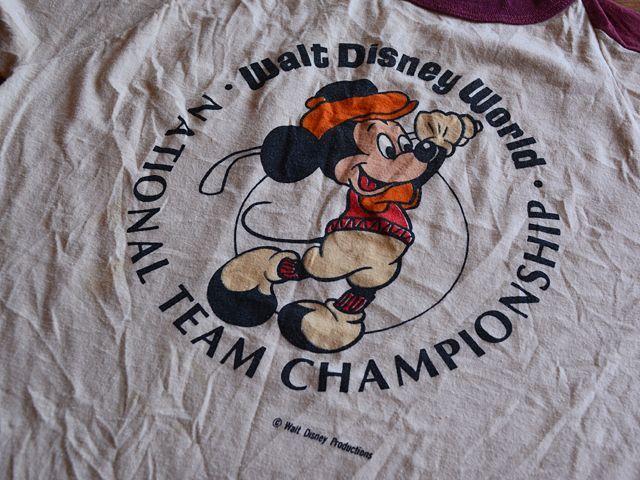 Walt Disney World
· NATIONAL TEAM CHAMPIONSHIP ·
© Walt Disney Productions